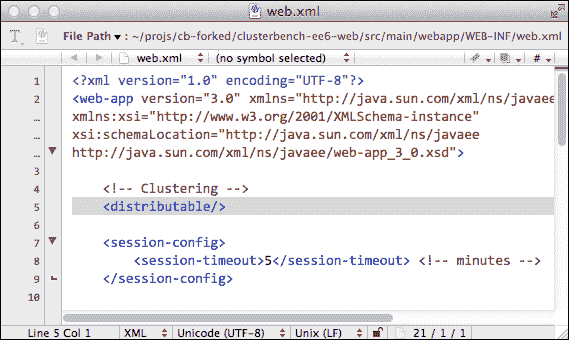 web.xml
File Path ▾ : ~/projs/cb-forked/clusterbench-ee6-web/src/main/webapp/WEB-INF/web.xml
web.xml (no symbol selected) #
1 <?xml version="1.0" encoding="UTF-8"?>
2 <web-app version="3.0" xmlns="http://java.sun.com/xml/ns/javaee
… xmlns:xsi="http://www.w3.org/2001/XMLSchema-instance"
… xsi:schemaLocation="http://java.sun.com/xml/ns/javaee
… http://java.sun.com/xml/ns/javaee/web-app_3_0.xsd">
3
4 <!-- Clustering -->
5 <distributable/>
6
7 <session-config>
8 <session-timeout>5</session-timeout> <!-- minutes -->
9 </session-config>
10
Line 5 Col 1 XML Unicode (UTF-8) Unix (LF) 21 / 1 / 1